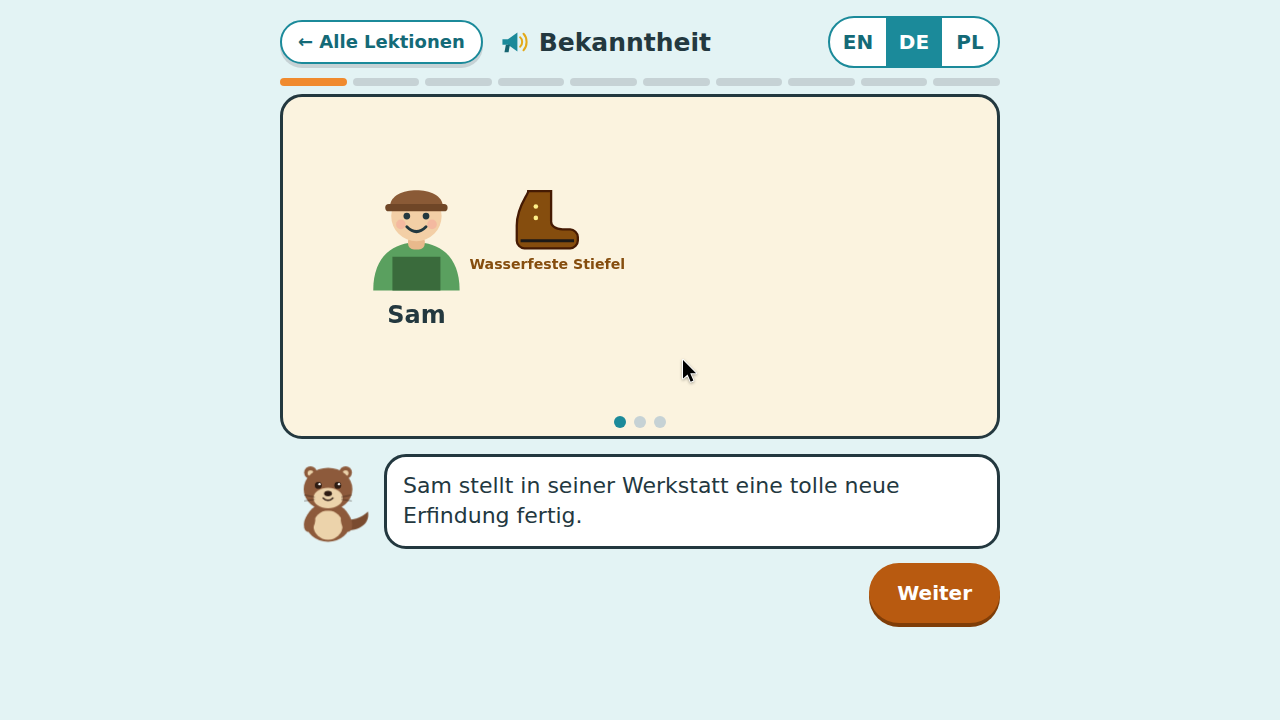 ← Alle Lektionen
Bekanntheit
EN DE PL
Wasserfeste Stiefel
Sam
Sam stellt in seiner Werkstatt eine tolle neue
Erfindung fertig.
Weiter